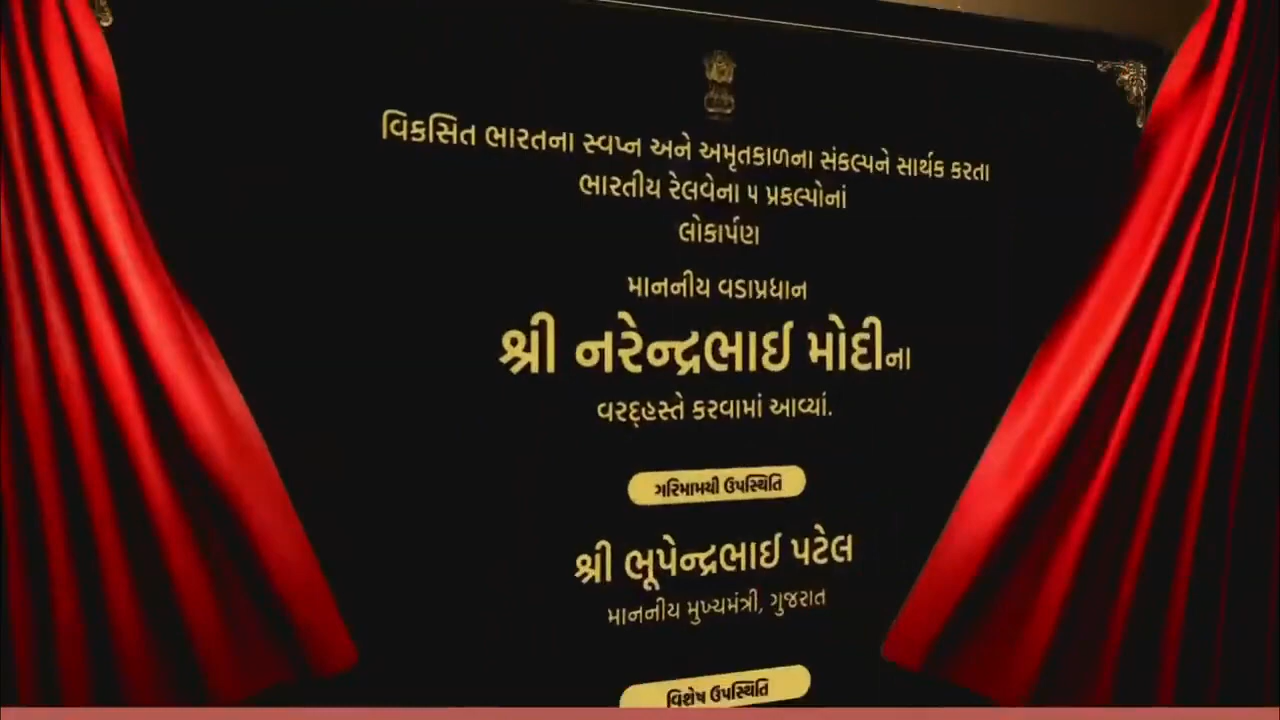 વિકસિત ભારતના સ્વપ્ન અને અમૃતકાળના સંકલ્પને સાર્થક કરતા
ભારતીય રેલવેના ૫ પ્રકલ્પોનાં
લોકાર્પણ
માનનીય વડાપ્રધાન
શ્રી નરેન્દ્રભાઈ મોદીના
વરદ્હસ્તે કરવામાં આવ્યાં.
ગરિમામયી ઉપસ્થિતિ
શ્રી ભૂપેન્દ્રભાઈ પટેલ
માનનીય મુખ્યમંત્રી, ગુજરાત
વિશેષ ઉપસ્થિતિ